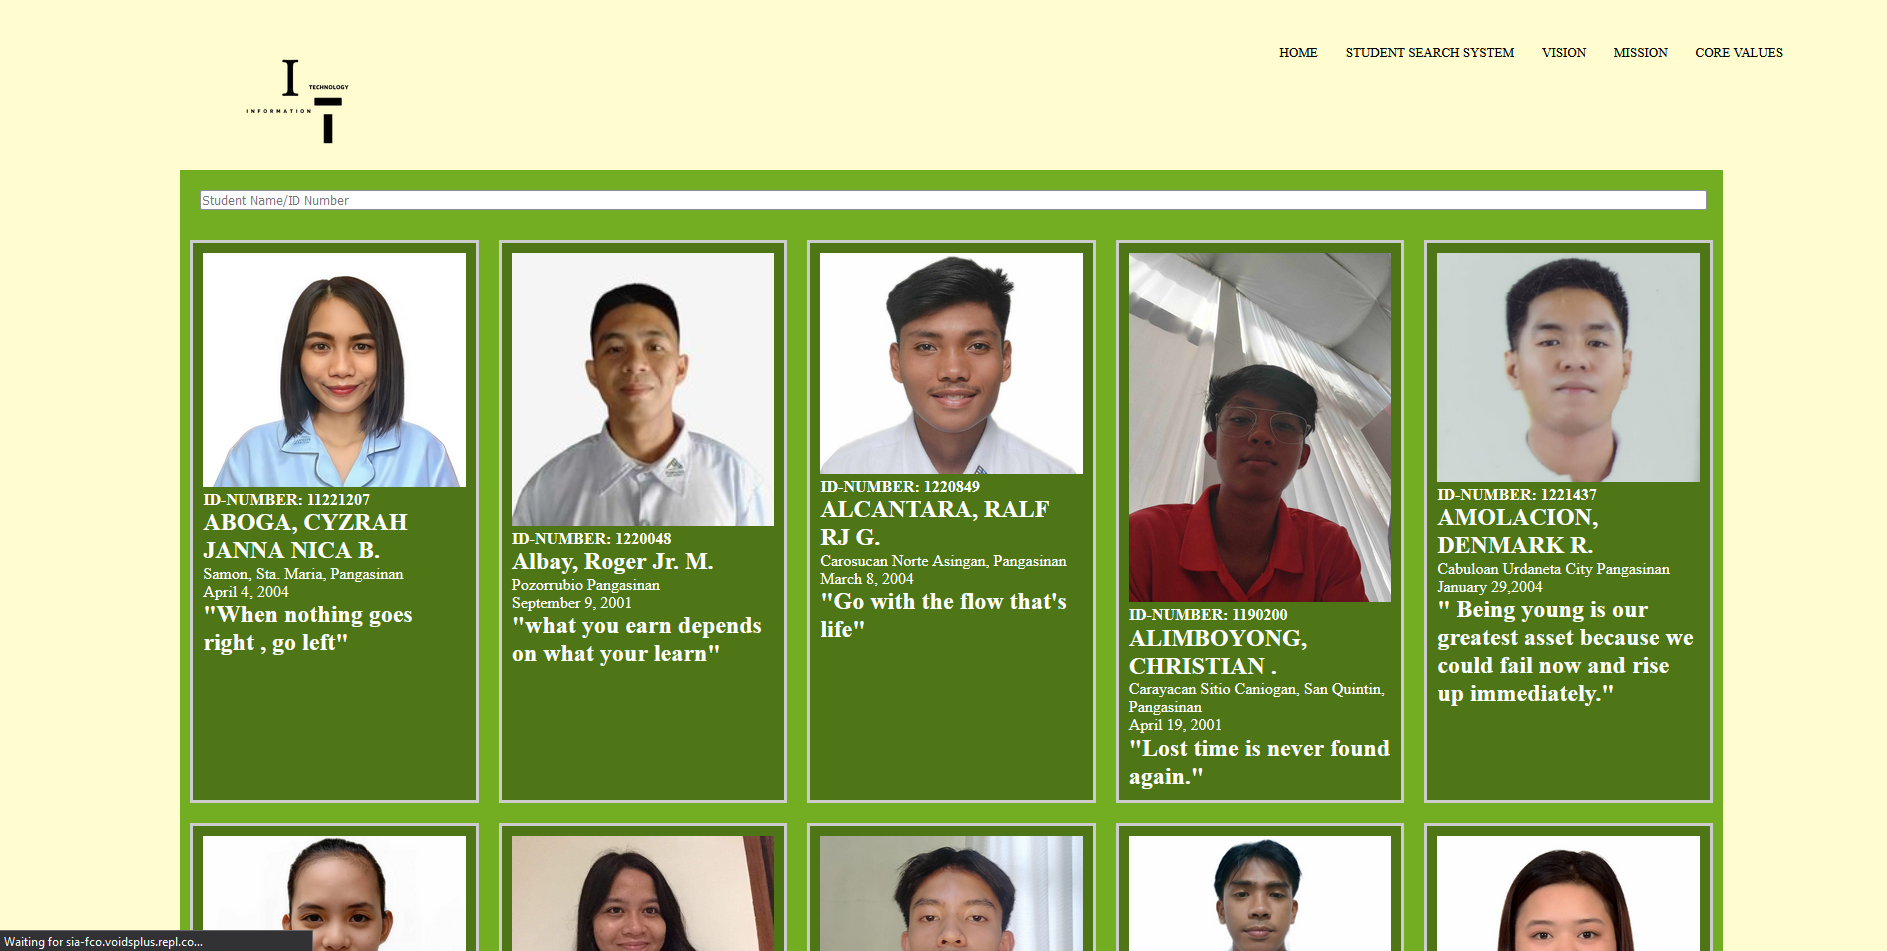 HOME STUDENT SEARCH SYSTEM VISION MISSION CORE VALUES
I
TECHNOLOGY
INFORMATION
T
Student Name/ID Number
ID-NUMBER: 11221207
ABOGA, CYZRAH
JANNA NICA B.
Samon, Sta. Maria, Pangasinan
April 4, 2004
"When nothing goes
right , go left"
ID-NUMBER: 1220048
Albay, Roger Jr. M.
Pozorrubio Pangasinan
September 9, 2001
"what you earn depends
on what your learn"
ID-NUMBER: 1220849
ALCANTARA, RALF
RJ G.
Carosucan Norte Asingan, Pangasinan
March 8, 2004
"Go with the flow that's
life"
ID-NUMBER: 1190200
ALIMBOYONG,
CHRISTIAN .
Carayacan Sitio Caniogan, San Quintin,
Pangasinan
April 19, 2001
"Lost time is never found
again."
ID-NUMBER: 1221437
AMOLACION,
DENMARK R.
Cabuloan Urdaneta City Pangasinan
January 29,2004
" Being young is our
greatest asset because we
could fail now and rise
up immediately."
Waiting for sia-fco.voidsplus.repl.co...